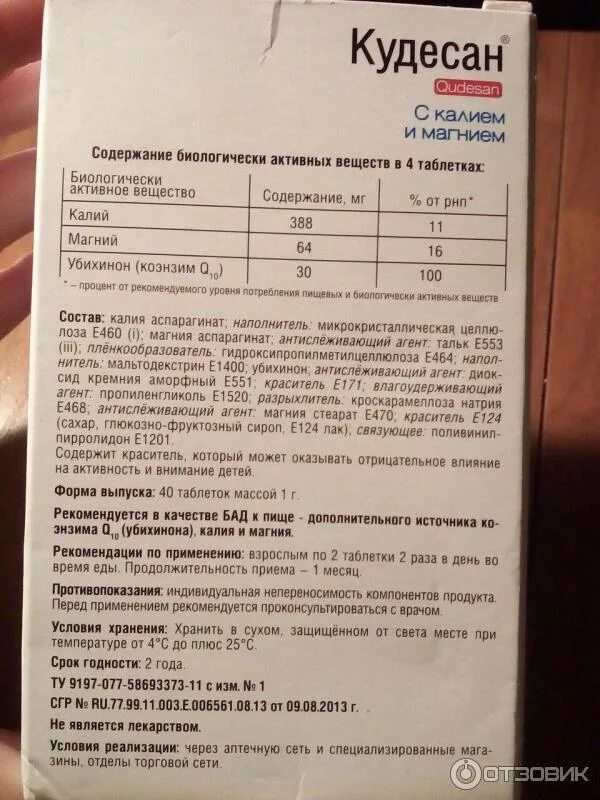 Кудесан®
Qudesan
С калием
и магнием
Содержание биологически активных веществ в 4 таблетках:
Биологически активное вещество | Содержание, мг | % от рнп*
Калий | 388 | 11
Магний | 64 | 16
Убихинон (коэнзим Q10) | 30 | 100
* – процент от рекомендуемого уровня потребления пищевых и биологически активных веществ
Состав: калия аспарагинат; наполнитель: микрокристаллическая целлю-
лоза Е460 (i); магния аспарагинат; антислёживающий агент: тальк Е553
(iii); плёнкообразователь: гидроксипропилметилцеллюлоза Е464; напол-
нитель: мальтодекстрин Е1400; убихинон; антислёживающий агент: диок-
сид кремния аморфный Е551; краситель Е171; влагоудерживающий
агент: пропиленгликоль Е1520; разрыхлитель: кроскарамеллоза натрия
Е468; антислёживающий агент: магния стеарат Е470; краситель Е124
(сахар, глюкозно-фруктозный сироп, Е124 лак); связующее: поливинил-
пирролидон Е1201.
Содержит краситель, который может оказывать отрицательное влияние
на активность и внимание детей.
Форма выпуска: 40 таблеток массой 1 г.
Рекомендуется в качестве БАД к пище - дополнительного источника ко-
энзима Q10 (убихинона), калия и магния.
Рекомендации по применению: взрослым по 2 таблетки 2 раза в день во
время еды. Продолжительность приема – 1 месяц.
Противопоказания: индивидуальная непереносимость компонентов продукта.
Перед применением рекомендуется проконсультироваться с врачом.
Условия хранения: Хранить в сухом, защищённом от света месте при
температуре от 4°С до плюс 25°С.
Срок годности: 2 года.
ТУ 9197-077-58693373-11 с изм. № 1
СГР № RU.77.99.11.003.Е.006561.08.13 от 09.08.2013 г.
Не является лекарством.
Условия реализации: через аптечную сеть и специализированные мага-
зины, отделы торговой сети.
ОТЗОВИК